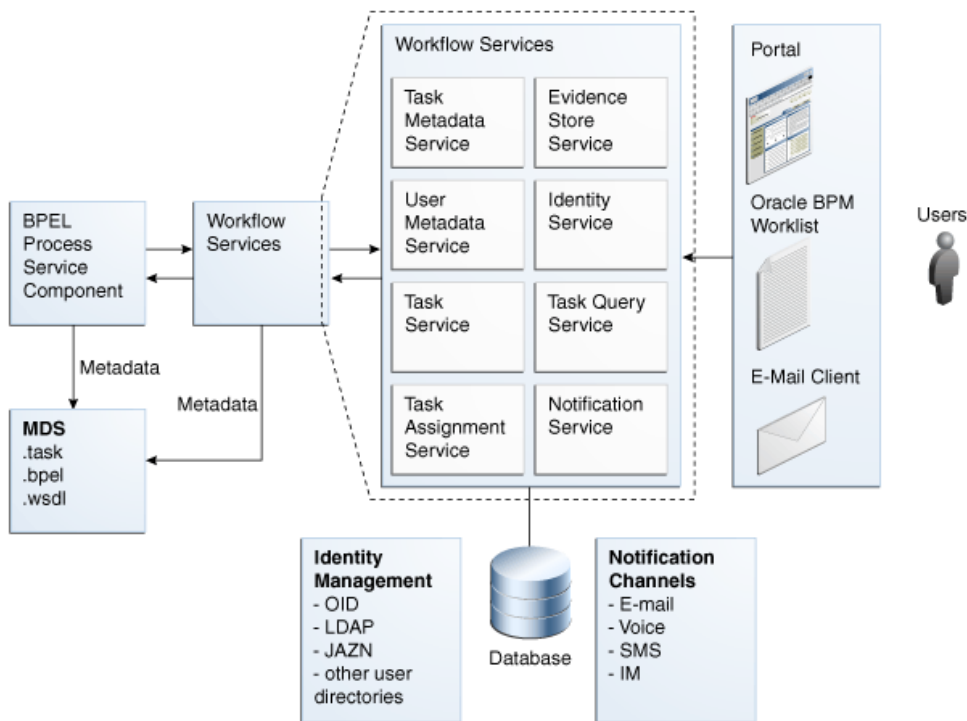 Workflow Services
Task
Metadata
Service
Evidence
Store
Service
User
Metadata
Service
Identity
Service
Task
Service
Task Query
Service
Task
Assignment
Service
Notification
Service
Portal
Oracle BPM
Worklist
E-Mail Client
Users
BPEL
Process
Service
Component
Workflow
Services
Metadata
Metadata
MDS
.task
.bpel
.wsdl
Identity
Management
- OID
- LDAP
- JAZN
- other user
directories
Database
Notification
Channels
- E-mail
- Voice
- SMS
- IM